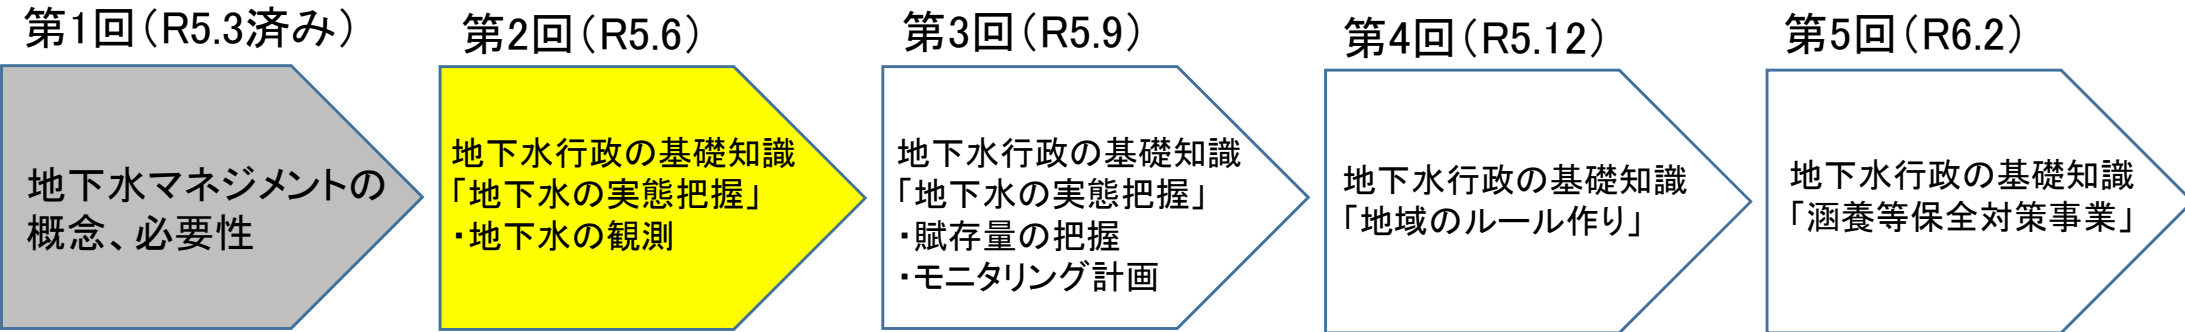 第1回（R5.3済み）
地下水マネジメントの
概念、必要性
第2回（R5.6）
地下水行政の基礎知識
「地下水の実態把握」
・地下水の観測
第3回（R5.9）
地下水行政の基礎知識
「地下水の実態把握」
・賦存量の把握
・モニタリング計画
第4回（R5.12）
地下水行政の基礎知識
「地域のルール作り」
第5回（R6.2）
地下水行政の基礎知識
「涵養等保全対策事業」